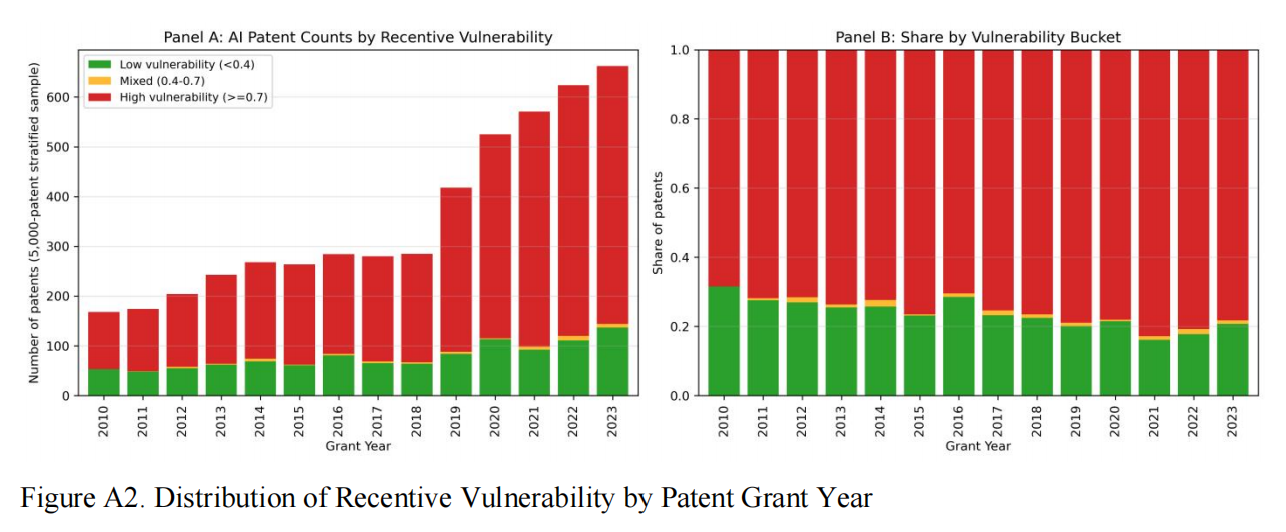 Panel A: AI Patent Counts by Recentive Vulnerability
Number of patents (5,000-patent stratified sample)
600
500
400
300
200
100
0
Low vulnerability (<0.4)
Mixed (0.4-0.7)
High vulnerability (>=0.7)
2010 2011 2012 2013 2014 2015 2016 2017 2018 2019 2020 2021 2022 2023
Grant Year
Panel B: Share by Vulnerability Bucket
Share of patents
1.0
0.8
0.6
0.4
0.2
0.0
2010 2011 2012 2013 2014 2015 2016 2017 2018 2019 2020 2021 2022 2023
Grant Year
Figure A2. Distribution of Recentive Vulnerability by Patent Grant Year